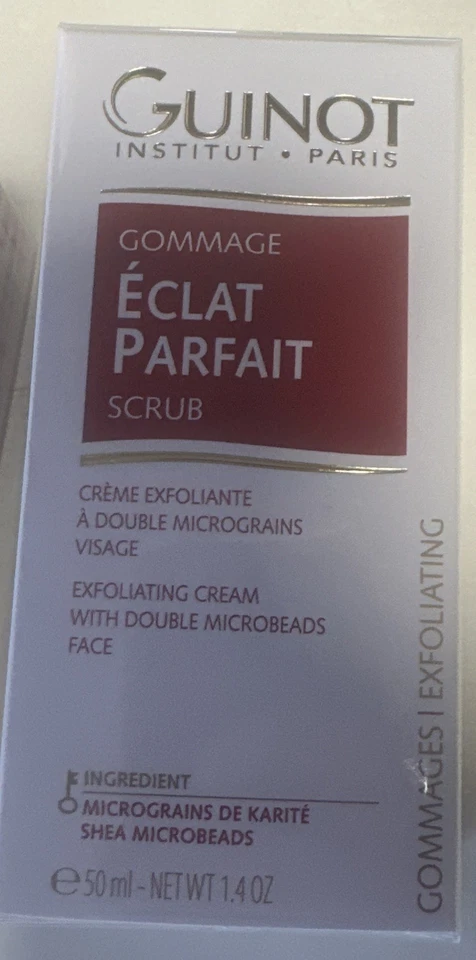 GUINOT
INSTITUT • PARIS
GOMMAGE
ÉCLAT
PARFAIT
SCRUB
CRÈME EXFOLIANTE
À DOUBLE MICROGRAINS
VISAGE
EXFOLIATING CREAM
WITH DOUBLE MICROBEADS
FACE
GOMMAGES | EXFOLIATING
INGREDIENT
MICROGRAINS DE KARITÉ
SHEA MICROBEADS
℮50 ml - NET WT 1.4 OZ